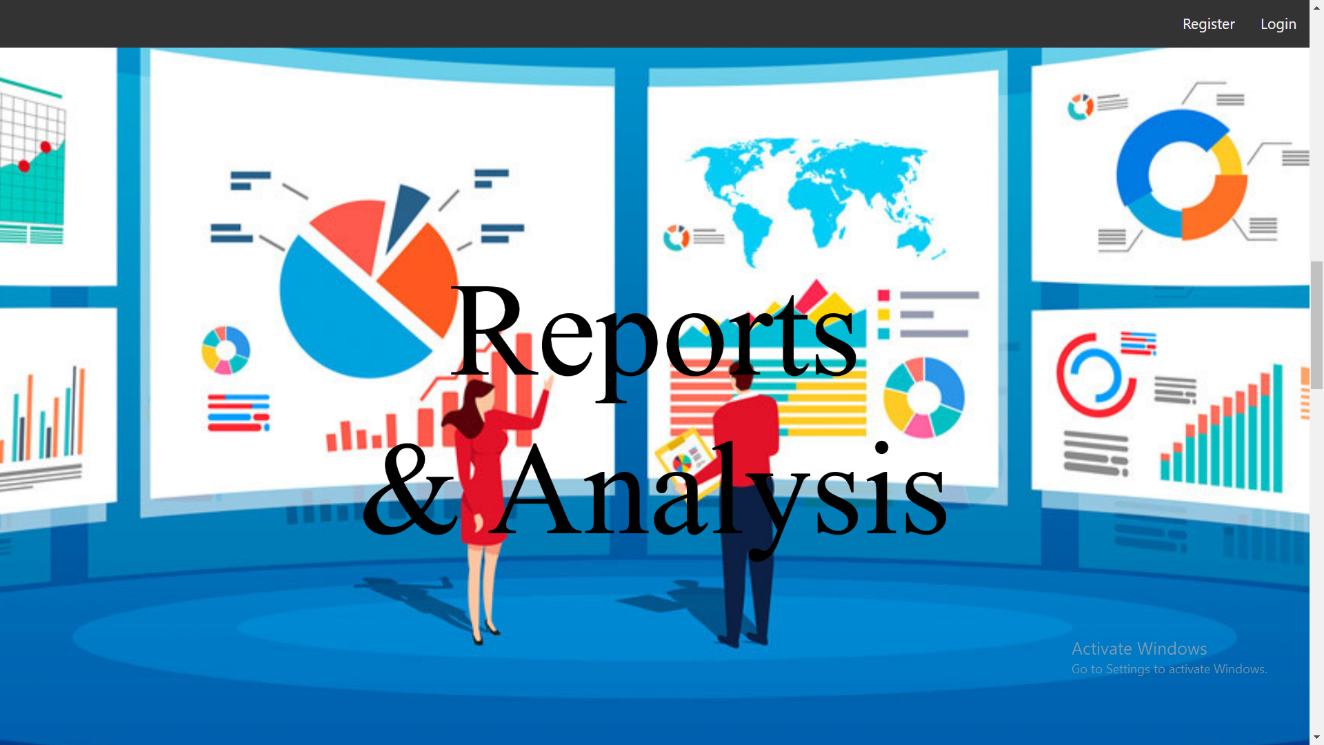 Register Login
Reports
& Analysis
Activate Windows
Go to Settings to activate Windows.